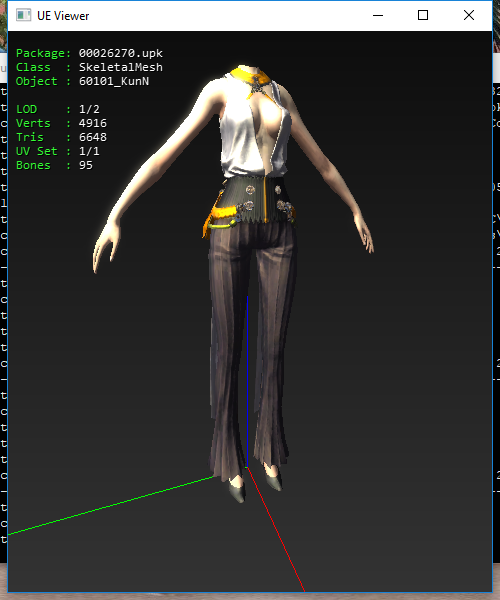 UE Viewer
Package: 00026270.upk
Class  : SkeletalMesh
Object : 60101_KunN
LOD    : 1/2
Verts  : 4916
Tris   : 6648
UV Set : 1/1
Bones  : 95